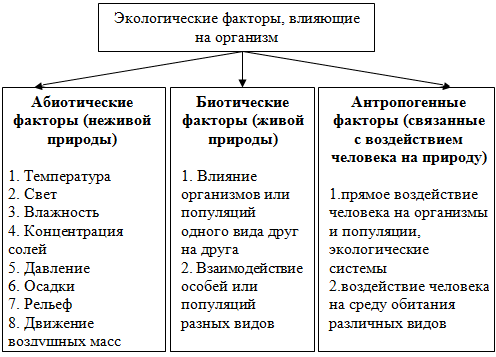 Экологические факторы, влияющие
на организм
Абиотические
факторы (неживой
природы)
1. Температура
2. Свет
3. Влажность
4. Концентрация
солей
5. Давление
6. Осадки
7. Рельеф
8. Движение
воздушных масс
Биотические
факторы (живой
природы)
1. Влияние
организмов или
популяций
одного вида друг
на друга
2. Взаимодействие
особей или
популяций
разных видов
Антропогенные
факторы (связанные
с воздействием
человека на природу)
1.прямое воздействие
человека на организмы
и популяции,
экологические
системы
2.воздействие человека
на среду обитания
различных видов